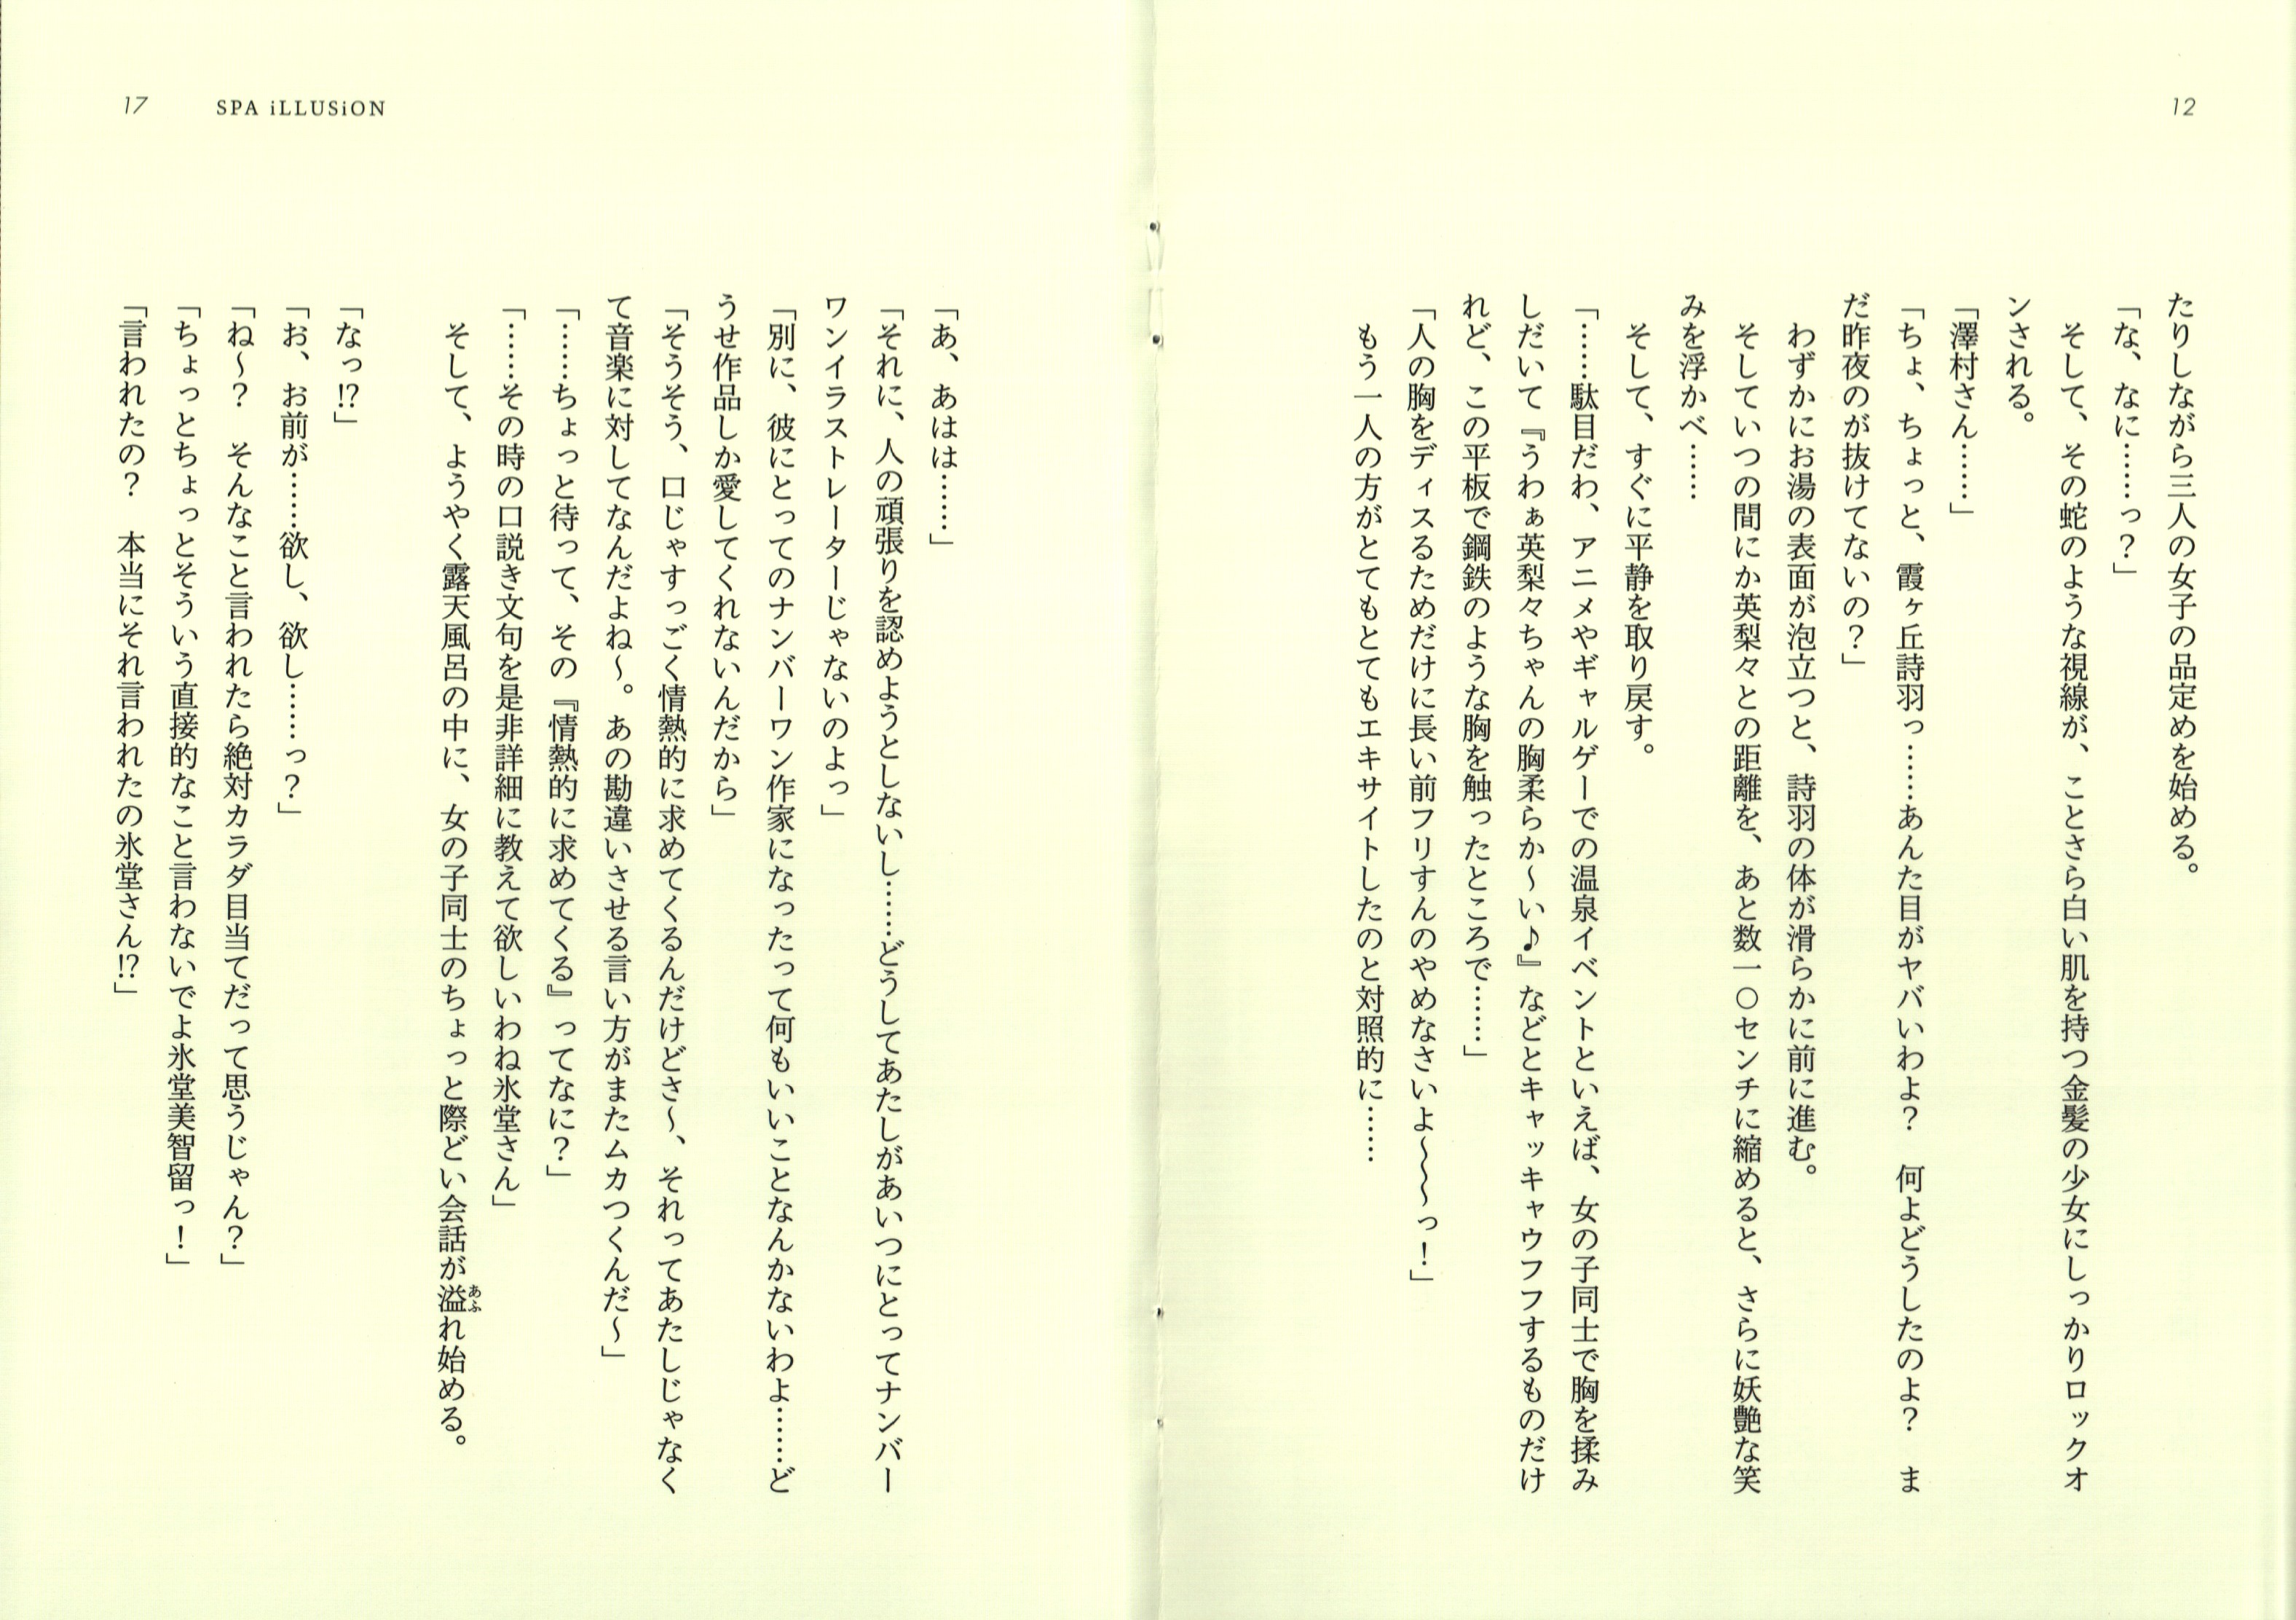 12
たりしながら三人の女子の品定めを始める。
「な、なに……っ？」
　そして、その蛇のような視線が、ことさら白い肌を持つ金髪の少女にしっかりロックオ
ンされる。
「澤村さん……」
「ちょ、ちょっと、霞ヶ丘詩羽っ……あんた目がヤバいわよ？　何よどうしたのよ？　ま
だ昨夜のが抜けてないの？」
　わずかにお湯の表面が泡立つと、詩羽の体が滑らかに前に進む。
　そしていつの間にか英梨々との距離を、あと数一〇センチに縮めると、さらに妖艶な笑
みを浮かべ……
　そして、すぐに平静を取り戻す。
「……駄目だわ、アニメやギャルゲーでの温泉イベントといえば、女の子同士で胸を揉み
しだいて『うわぁ英梨々ちゃんの胸柔らか～い♪』などとキャッキャウフフするものだけ
れど、この平板で鋼鉄のような胸を触ったところで……」
「人の胸をディスるためだけに長い前フリすんのやめなさいよ～～～っ！」
　もう一人の方がとてもとてもエキサイトしたのと対照的に……
17　SPA iLLUSiON
「あ、あはは……」
「それに、人の頑張りを認めようとしないし……どうしてあたしがあいつにとってナンバー
ワンイラストレーターじゃないのよっ」
「別に、彼にとってのナンバーワン作家になったって何もいいことなんかないわよ……ど
うせ作品しか愛してくれないんだから」
「そうそう、口じゃすっごく情熱的に求めてくるんだけどさ～、それってあたしじゃなく
て音楽に対してなんだよね～。あの勘違いさせる言い方がまたムカつくんだ～」
「……ちょっと待って、その『情熱的に求めてくる』ってなに？」
「……その時の口説き文句を是非詳細に教えて欲しいわね氷堂さん」
　そして、ようやく露天風呂の中に、女の子同士のちょっと際どい会話が溢あふれ始める。
「なっ⁉」
「お、お前が……欲し、欲し……っ？」
「ね～？　そんなこと言われたら絶対カラダ目当てだって思うじゃん？」
「ちょっとちょっとそういう直接的なこと言わないでよ氷堂美智留っ！」
「言われたの？　本当にそれ言われたの氷堂さん⁉」